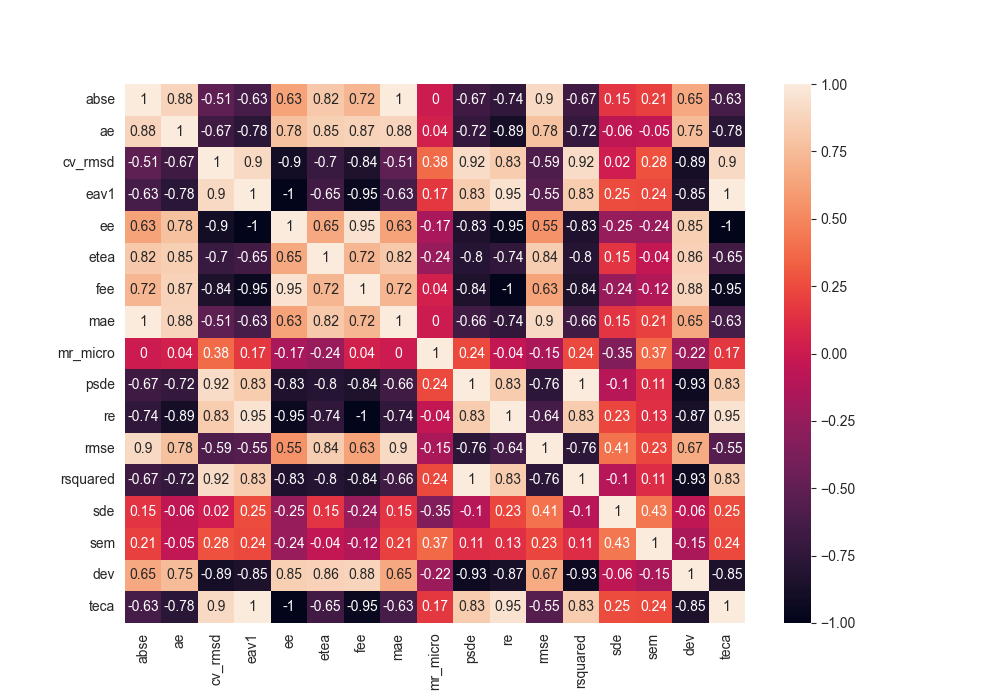 abse 1 0.88 -0.51 -0.63 0.63 0.82 0.72 1 0 -0.67 -0.74 0.9 -0.67 0.15 0.21 0.65 -0.63
ae 0.88 1 -0.67 -0.78 0.78 0.85 0.87 0.88 0.04 -0.72 -0.89 0.78 -0.72 -0.06 -0.05 0.75 -0.78
cv_rmsd -0.51 -0.67 1 0.9 -0.9 -0.7 -0.84 -0.51 0.38 0.92 0.83 -0.59 0.92 0.02 0.28 -0.89 0.9
eav1 -0.63 -0.78 0.9 1 -1 -0.65 -0.95 -0.63 0.17 0.83 0.95 -0.55 0.83 0.25 0.24 -0.85 1
ee 0.63 0.78 -0.9 -1 1 0.65 0.95 0.63 -0.17 -0.83 -0.95 0.55 -0.83 -0.25 -0.24 0.85 -1
etea 0.82 0.85 -0.7 -0.65 0.65 1 0.72 0.82 -0.24 -0.8 -0.74 0.84 -0.8 0.15 -0.04 0.86 -0.65
fee 0.72 0.87 -0.84 -0.95 0.95 0.72 1 0.72 0.04 -0.84 -1 0.63 -0.84 -0.24 -0.12 0.88 -0.95
mae 1 0.88 -0.51 -0.63 0.63 0.82 0.72 1 0 -0.66 -0.74 0.9 -0.66 0.15 0.21 0.65 -0.63
mr_micro 0 0.04 0.38 0.17 -0.17 -0.24 0.04 0 1 0.24 -0.04 -0.15 0.24 -0.35 0.37 -0.22 0.17
psde -0.67 -0.72 0.92 0.83 -0.83 -0.8 -0.84 -0.66 0.24 1 0.83 -0.76 1 -0.1 0.11 -0.93 0.83
re -0.74 -0.89 0.83 0.95 -0.95 -0.74 -1 -0.74 -0.04 0.83 1 -0.64 0.83 0.23 0.13 -0.87 0.95
rmse 0.9 0.78 -0.59 -0.55 0.55 0.84 0.63 0.9 -0.15 -0.76 -0.64 1 -0.76 0.41 0.23 0.67 -0.55
rsquared -0.67 -0.72 0.92 0.83 -0.83 -0.8 -0.84 -0.66 0.24 1 0.83 -0.76 1 -0.1 0.11 -0.93 0.83
sde 0.15 -0.06 0.02 0.25 -0.25 0.15 -0.24 0.15 -0.35 -0.1 0.23 0.41 -0.1 1 0.43 -0.06 0.25
sem 0.21 -0.05 0.28 0.24 -0.24 -0.04 -0.12 0.21 0.37 0.11 0.13 0.23 0.11 0.43 1 -0.15 0.24
dev 0.65 0.75 -0.89 -0.85 0.85 0.86 0.88 0.65 -0.22 -0.93 -0.87 0.67 -0.93 -0.06 -0.15 1 -0.85
teca -0.63 -0.78 0.9 1 -1 -0.65 -0.95 -0.63 0.17 0.83 0.95 -0.55 0.83 0.25 0.24 -0.85 1
abse ae cv_rmsd eav1 ee etea fee mae mr_micro psde re rmse rsquared sde sem dev teca
1.00
0.75
0.50
0.25
0.00
−0.25
−0.50
−0.75
−1.00